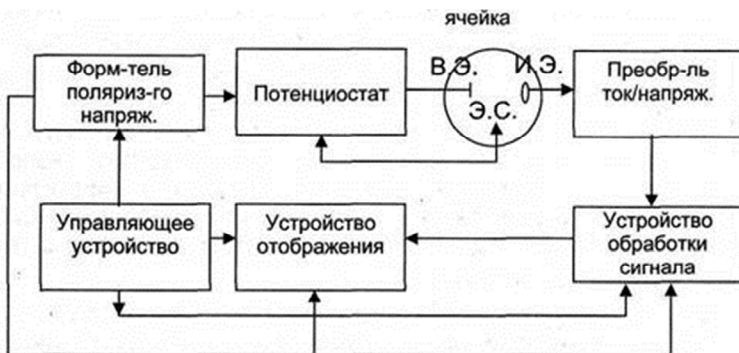 ячейка
Форм-тель
поляриз-го
напряж.
Потенциостат
В.Э.
И.Э.
Э.С.
Преобр-ль
ток/напряж.
Управляющее
устройство
Устройство
отображения
Устройство
обработки
сигнала